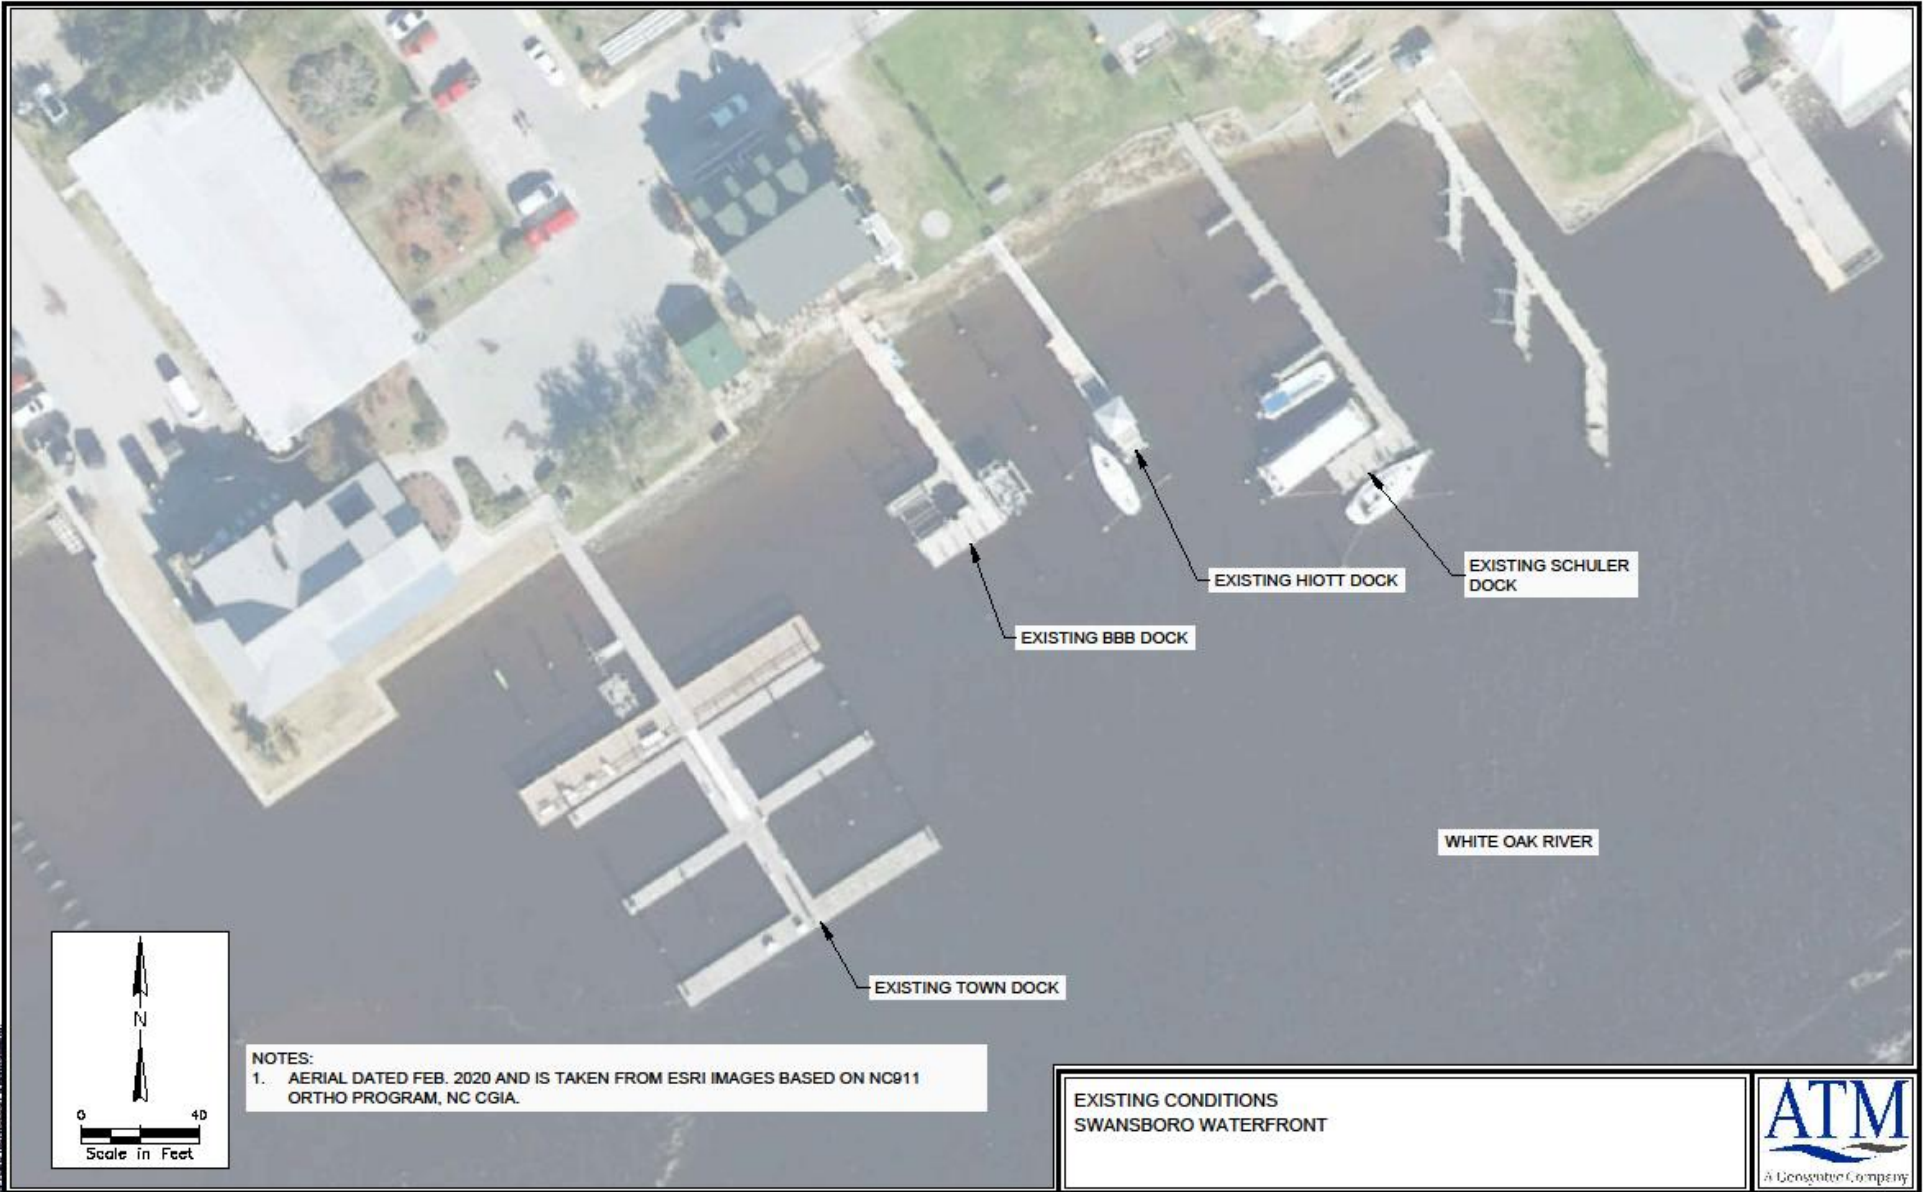 EXISTING SCHULER
DOCK
EXISTING HIOTT DOCK
EXISTING BBB DOCK
WHITE OAK RIVER
EXISTING TOWN DOCK
N
0 40
Scale in Feet
NOTES:
1. AERIAL DATED FEB. 2020 AND IS TAKEN FROM ESRI IMAGES BASED ON NC911
ORTHO PROGRAM, NC CGIA.
EXISTING CONDITIONS
SWANSBORO WATERFRONT
ATM
A Geosyntec Company